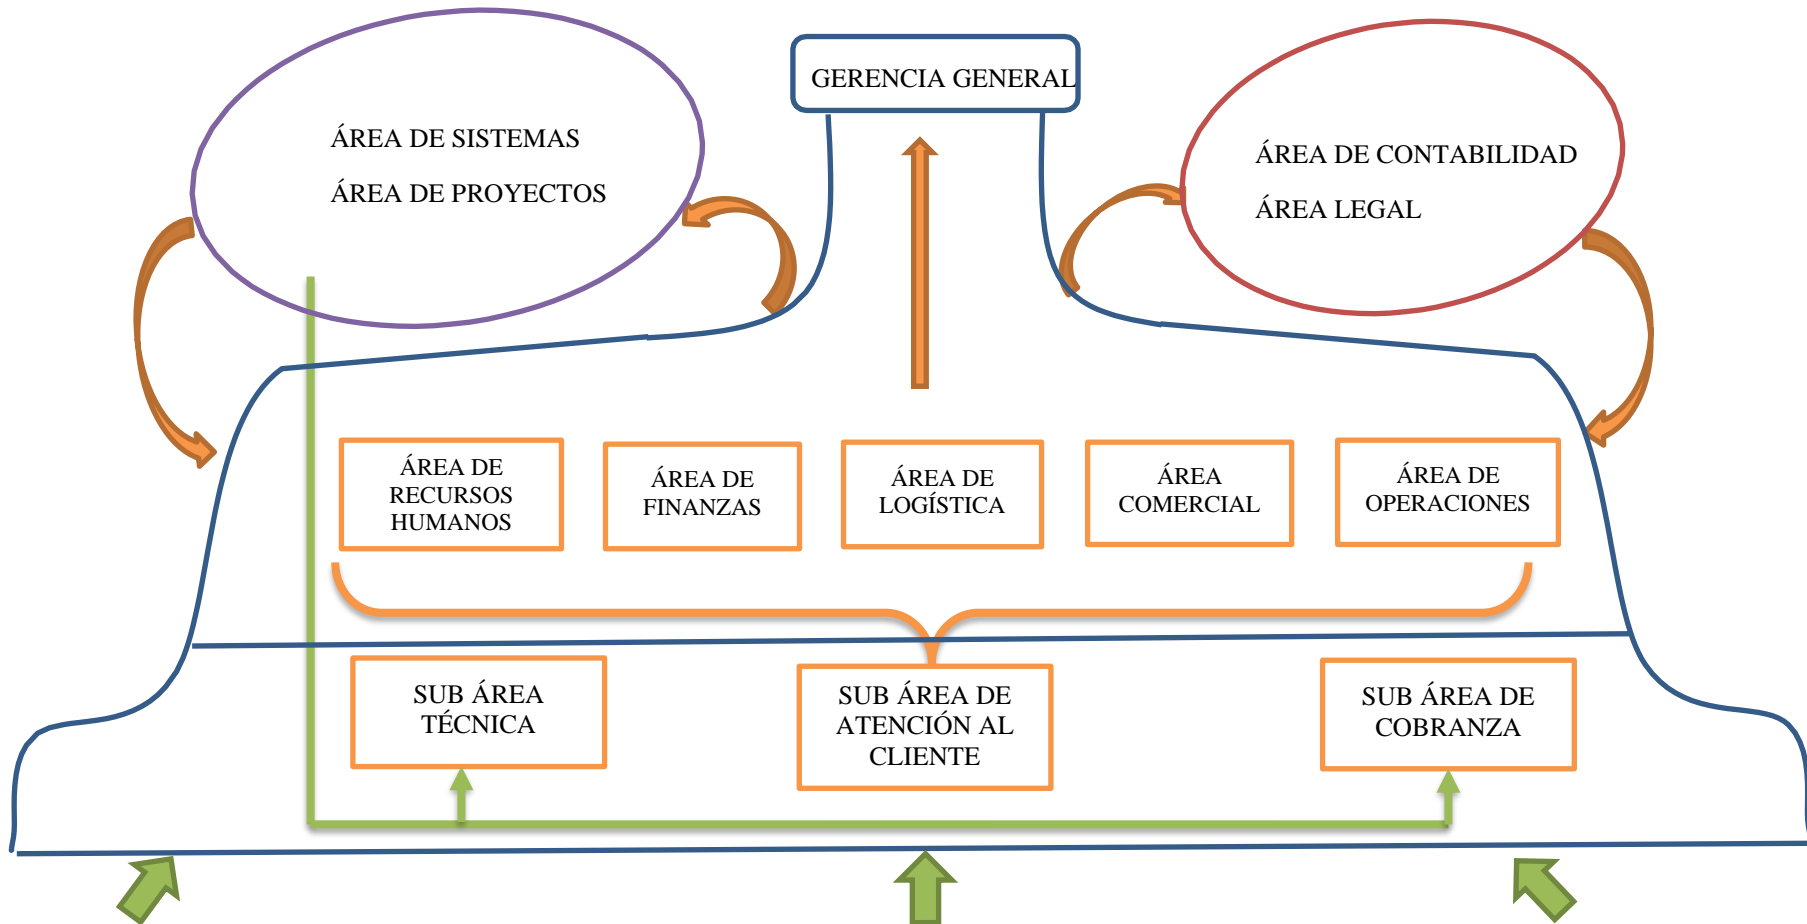 GERENCIA GENERAL
ÁREA DE SISTEMAS
ÁREA DE PROYECTOS
ÁREA DE CONTABILIDAD
ÁREA LEGAL
ÁREA DE
RECURSOS
HUMANOS
ÁREA DE
FINANZAS
ÁREA DE
LOGÍSTICA
ÁREA
COMERCIAL
ÁREA DE
OPERACIONES
SUB ÁREA
TÉCNICA
SUB ÁREA DE
ATENCIÓN AL
CLIENTE
SUB ÁREA DE
COBRANZA